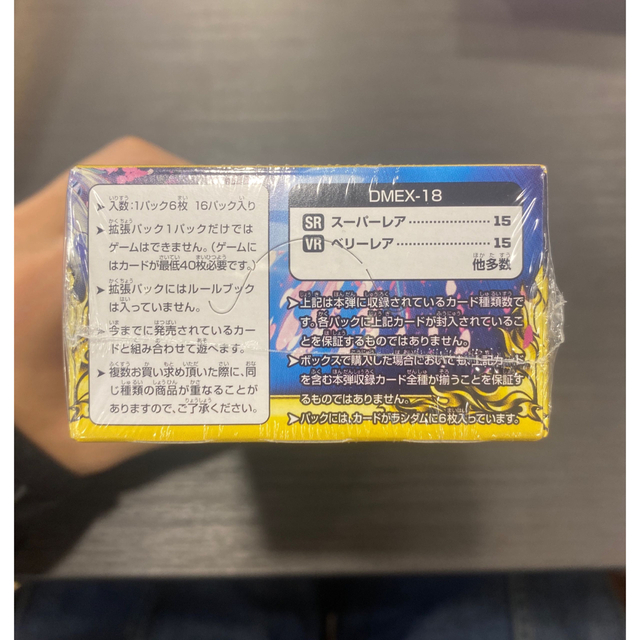 ➤入数:1パック6枚 16パック入り
➤拡張パック1パックだけでは
ゲームはできません。(ゲームに
はカードが最低40枚必要です。)
➤拡張パックにはルールブック
は入っていません。
➤今までに発売されているカー
ドと組み合わせて遊べます。
➤複数お買い求め頂いた際に、同
じ種類の商品が重なることが
ありますので、ご了承ください。
DMEX-18
SR スーパーレア 15
VR ベリーレア 15
他多数
➤上記は本弾に収録されているカード種類数で
す。各パックに上記カードが封入されていること
を保証するものではありません。
➤ボックスで購入した場合においても、上記カード
を含む本弾収録カード全種が揃うことを保証す
るものではありません。
➤パックには、カードがランダムに6枚入っています。